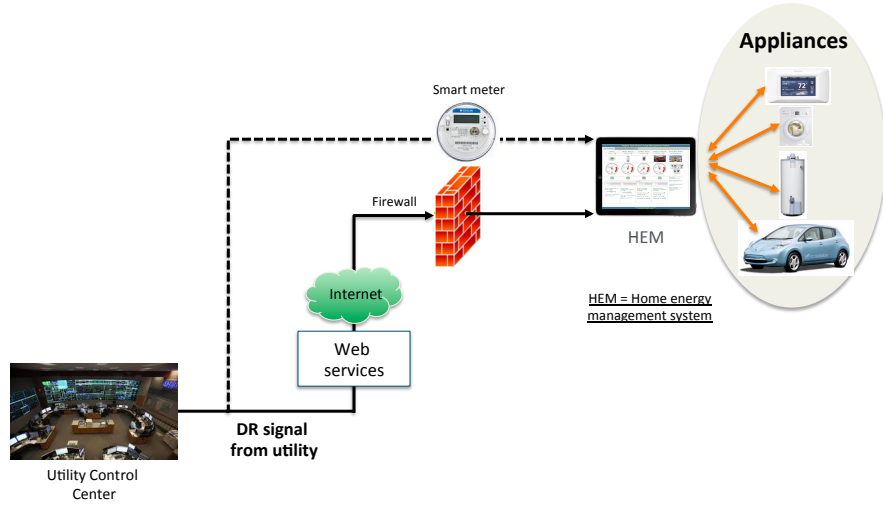 Appliances
Smart meter
72°
Firewall
HEM
Internet
HEM = Home energy
management system
Web
services
DR signal
from utility
Utility Control
Center